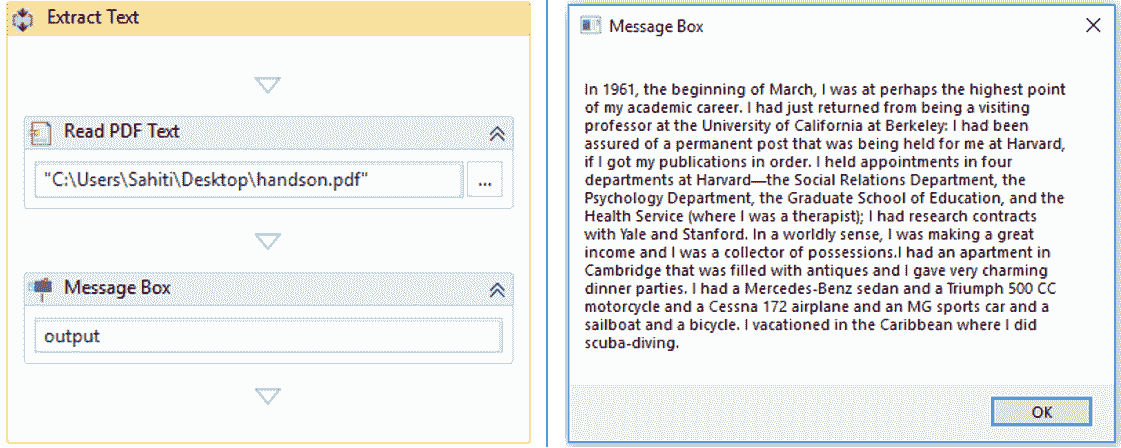 Extract Text
Read PDF Text
"C:\Users\Sahiti\Desktop\handson.pdf"
...
Message Box
output
Message Box
In 1961, the beginning of March, I was at perhaps the highest point
of my academic career. I had just returned from being a visiting
professor at the University of California at Berkeley: I had been
assured of a permanent post that was being held for me at Harvard,
if I got my publications in order. I held appointments in four
departments at Harvard—the Social Relations Department, the
Psychology Department, the Graduate School of Education, and the
Health Service (where I was a therapist); I had research contracts
with Yale and Stanford. In a worldly sense, I was making a great
income and I was a collector of possessions.I had an apartment in
Cambridge that was filled with antiques and I gave very charming
dinner parties. I had a Mercedes-Benz sedan and a Triumph 500 CC
motorcycle and a Cessna 172 airplane and an MG sports car and a
sailboat and a bicycle. I vacationed in the Caribbean where I did
scuba-diving.
OK